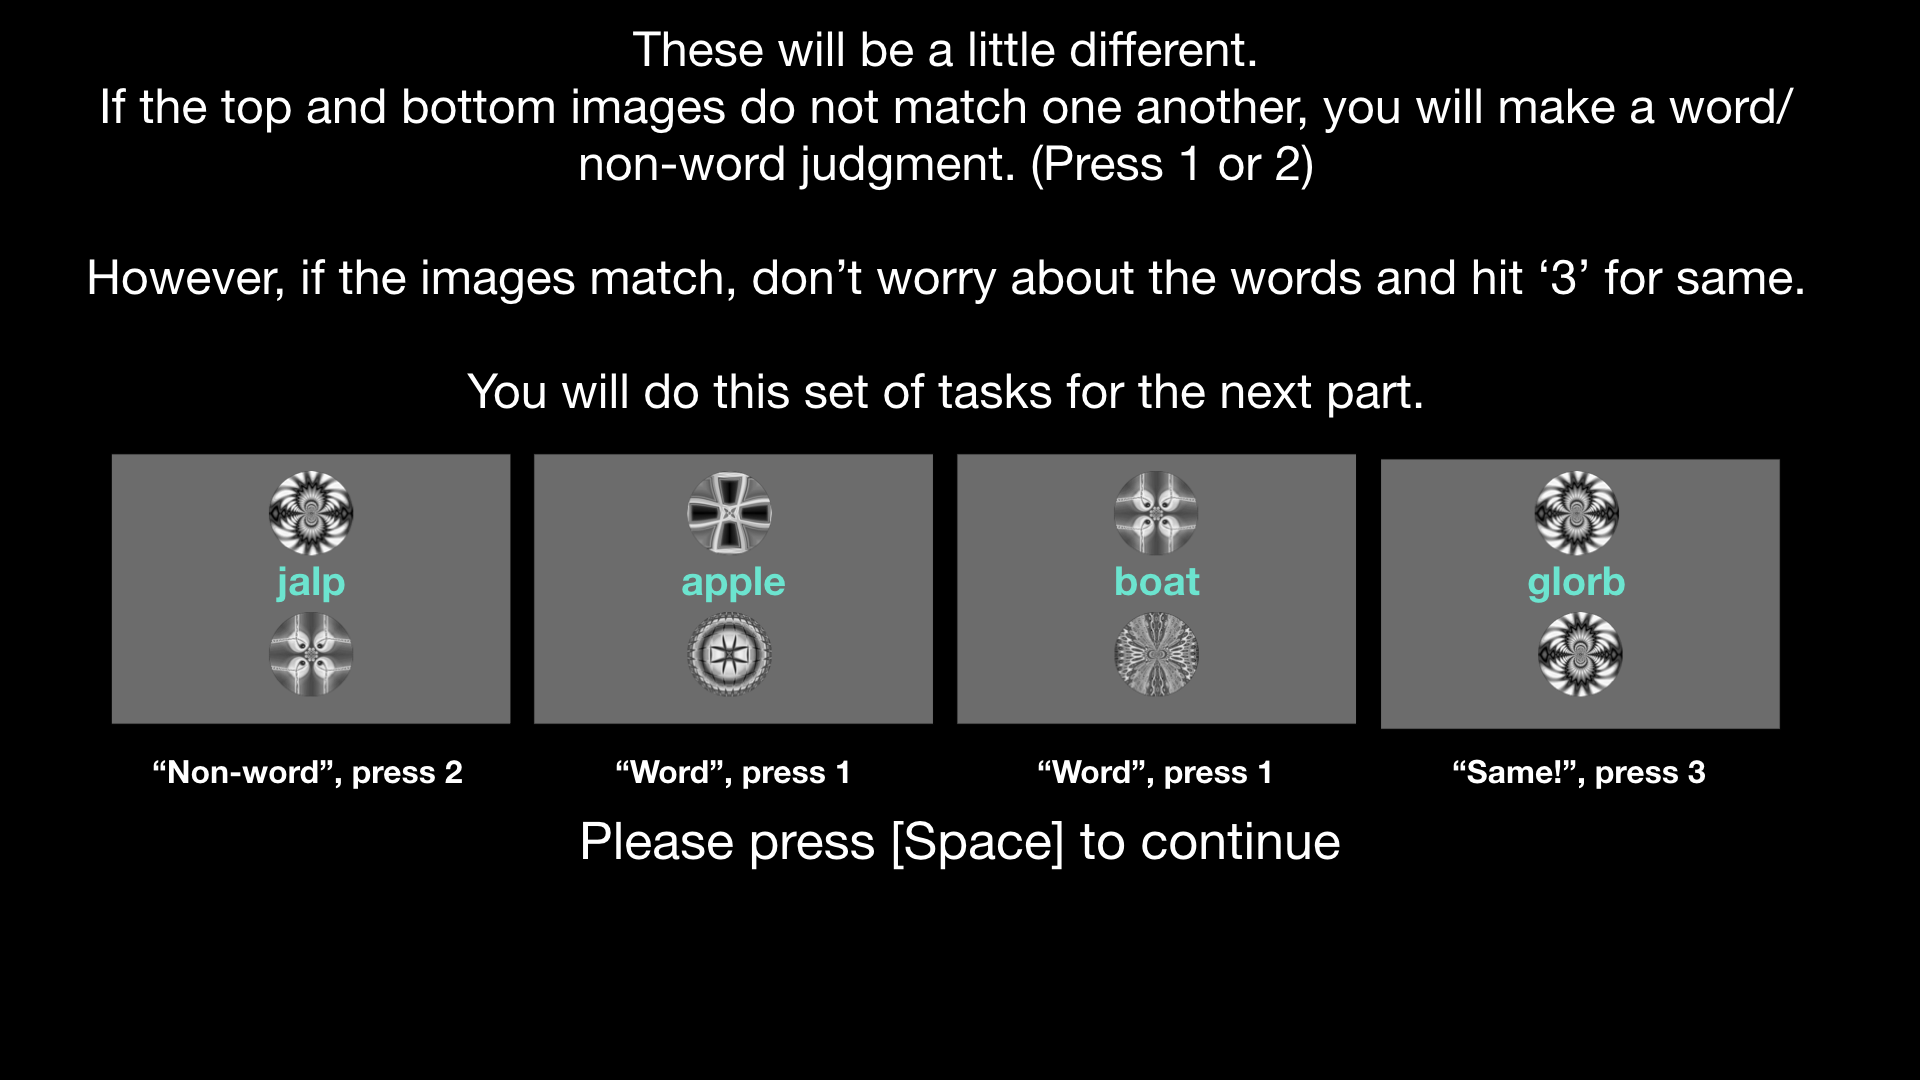 These will be a little different.
If the top and bottom images do not match one another, you will make a word/
non-word judgment. (Press 1 or 2)
However, if the images match, don’t worry about the words and hit ‘3’ for same.
You will do this set of tasks for the next part.
jalp
apple
boat
glorb
“Non-word”, press 2
“Word”, press 1
“Word”, press 1
“Same!”, press 3
Please press [Space] to continue